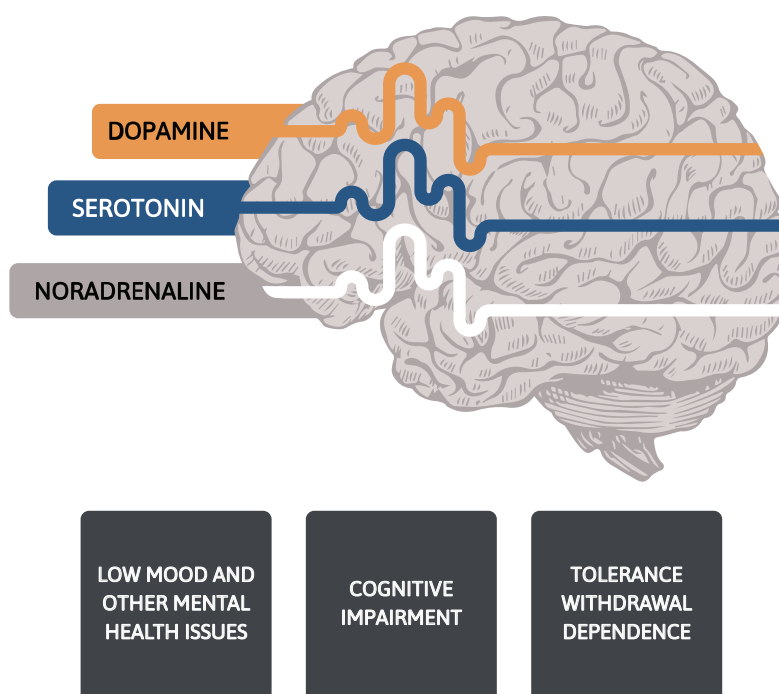 DOPAMINE
SEROTONIN
NORADRENALINE
LOW MOOD AND
OTHER MENTAL
HEALTH ISSUES
COGNITIVE
IMPAIRMENT
TOLERANCE
WITHDRAWAL
DEPENDENCE